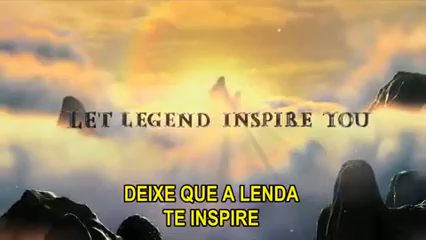 LET LEGEND INSPIRE YOU
DEIXE QUE A LENDA
TE INSPIRE